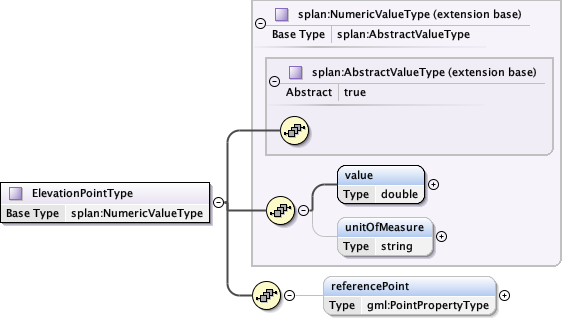 splan:NumericValueType (extension base)
Base Type splan:AbstractValueType
splan:AbstractValueType (extension base)
Abstract true
value
Type double
ElevationPointType
Base Type splan:NumericValueType
unitOfMeasure
Type string
referencePoint
Type gml:PointPropertyType